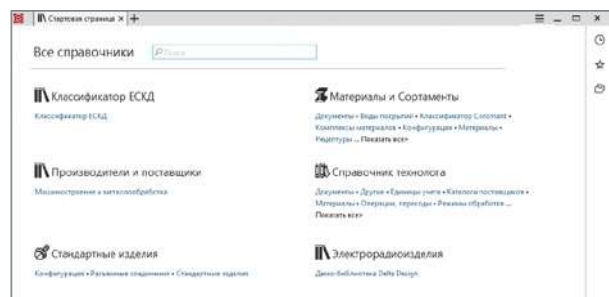 Стартовая страница
Все справочники
Поиск
Классификатор ЕСКД
Классификатор ЕСКД
Материалы и Сортаменты
Документы • Виды покрытий • Классификатор Coromant •
Комплексы материалов • Конфигурация • Материалы •
Рецептуры ... Показать все>
Производители и поставщики
Машиностроение и металлообработка
Справочник технолога
Документы • Другие • Единицы учета • Каталоги поставщиков •
Материалы • Операции, переходы • Режимы обработки ...
Показать все>
Стандартные изделия
Конфигурация • Разъемные соединения • Стандартные изделия
Электрорадиоизделия
Демо-библиотека Delta Design